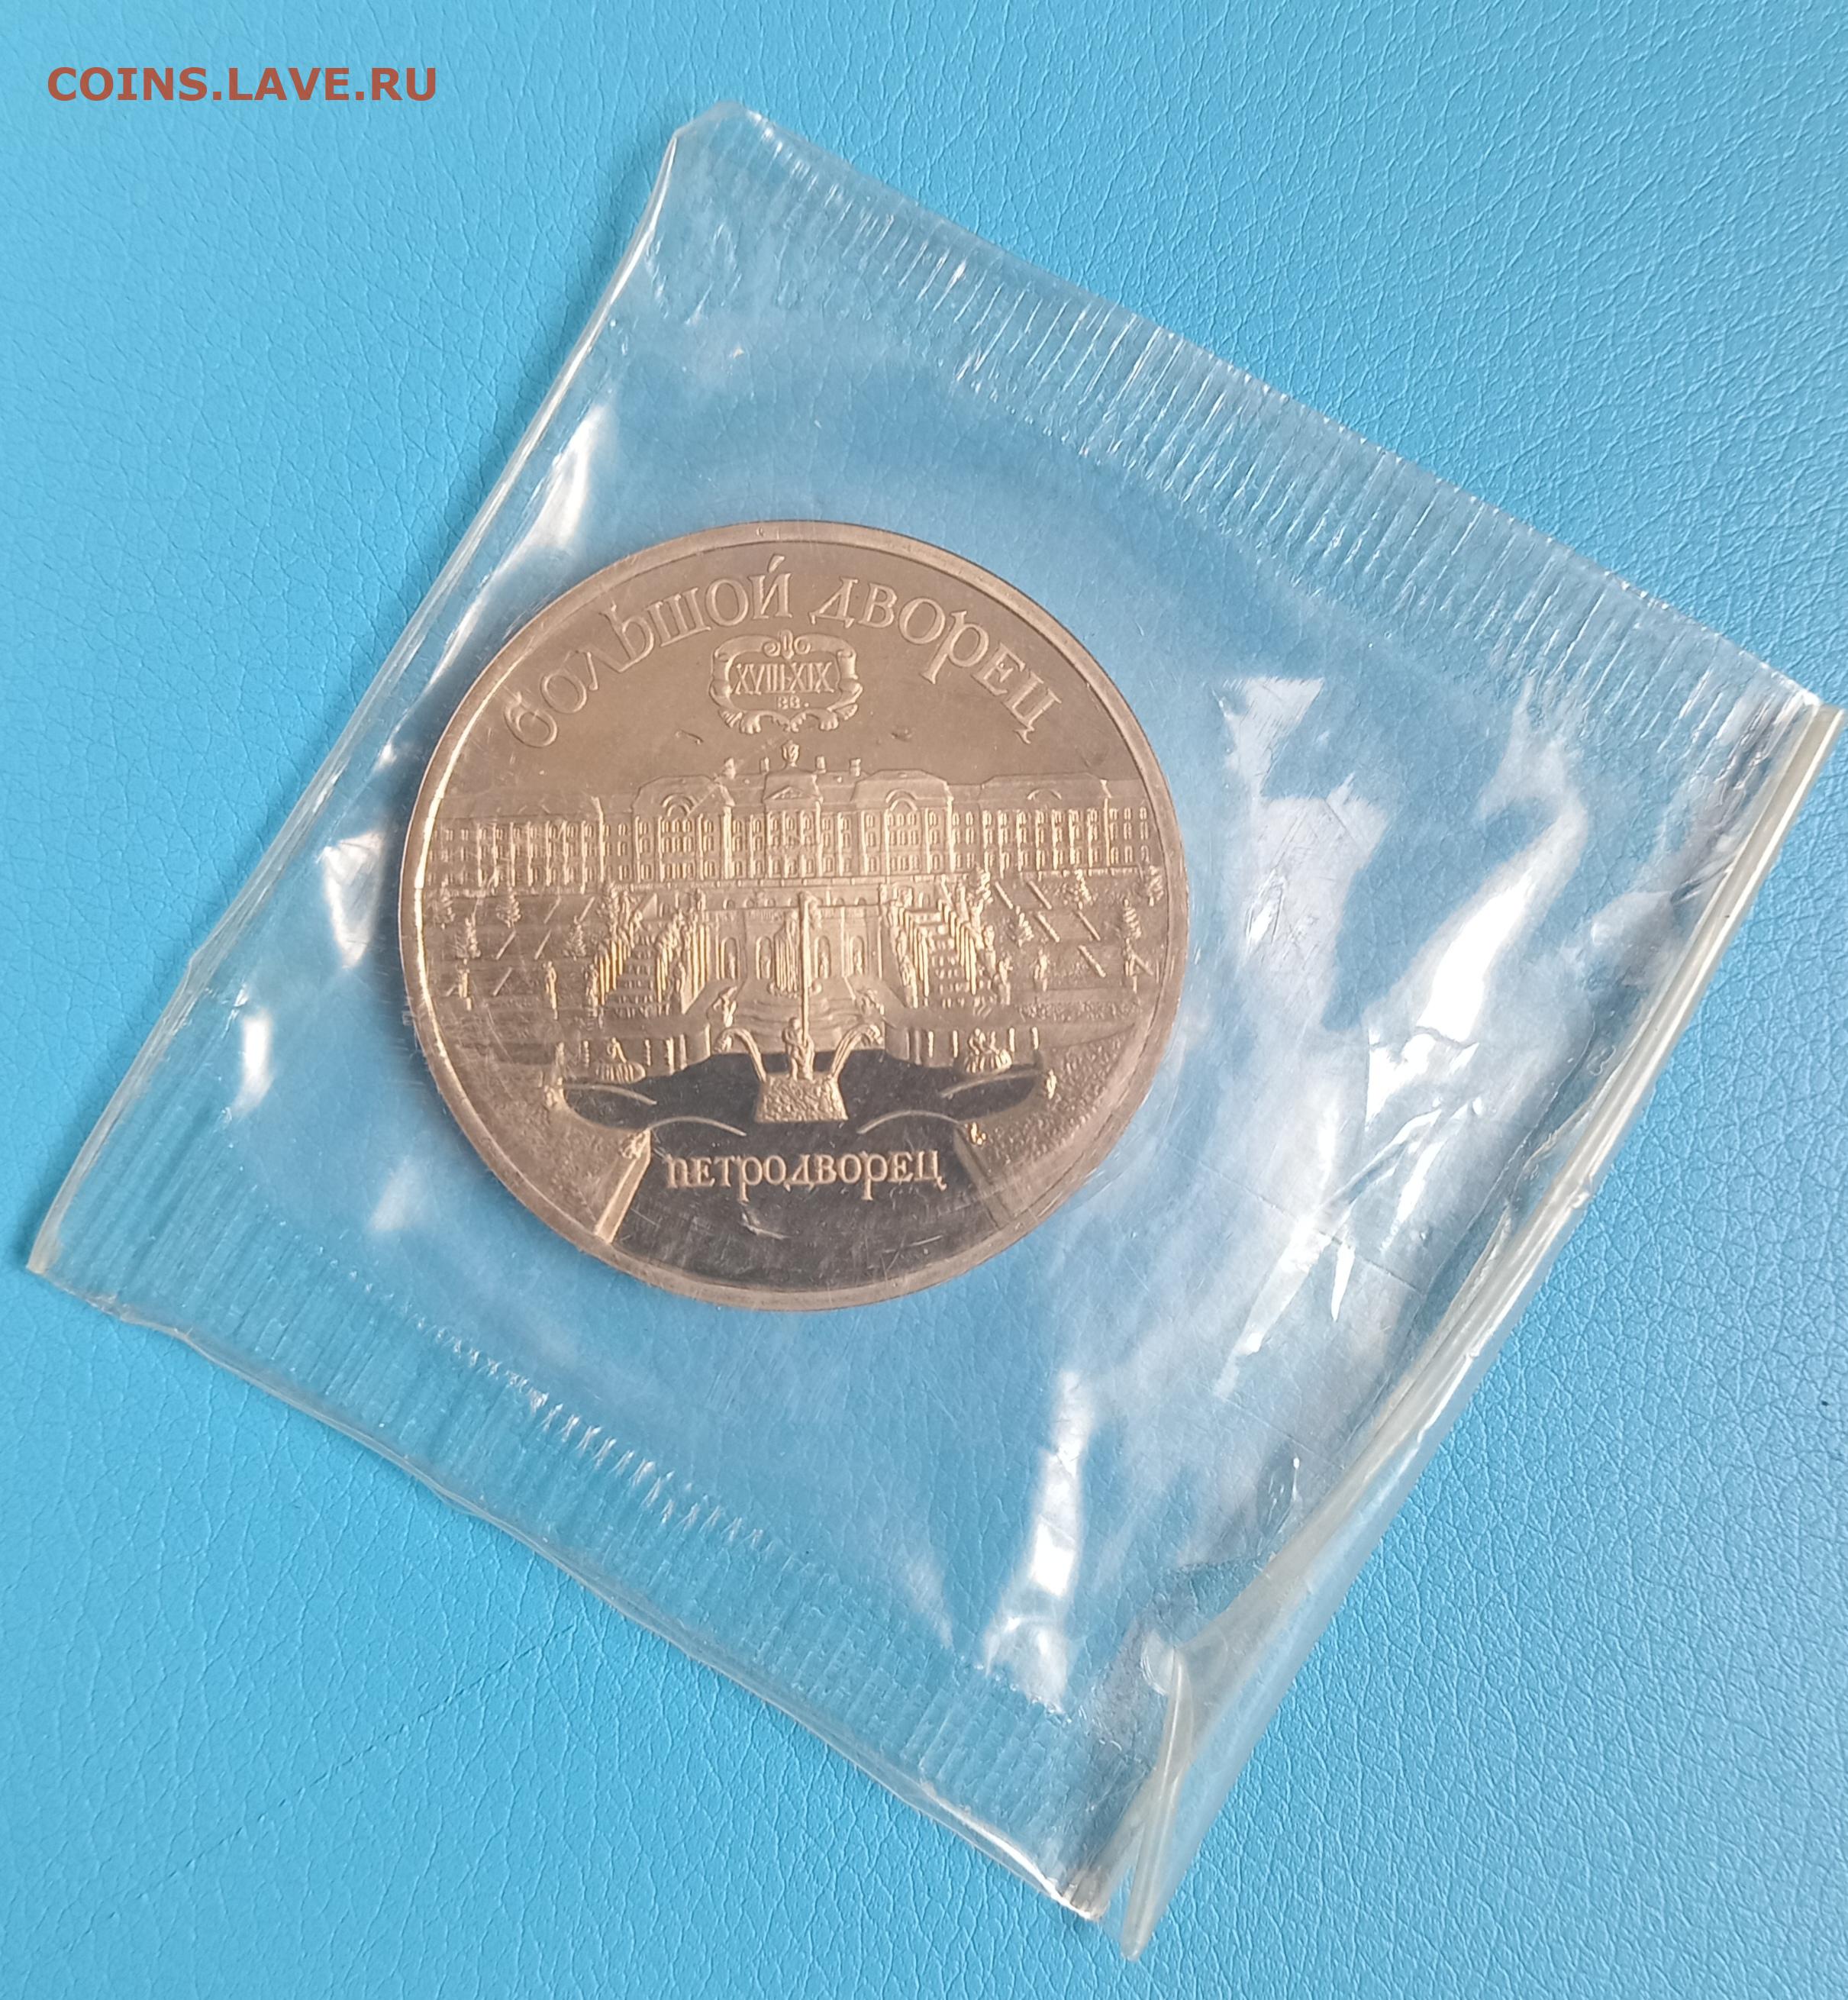 COINS.LAVE.RU
БОЛЬШОЙ ДВОРЕЦ
XVIII-XIX
вв.
ПЕТРОДВОРЕЦ